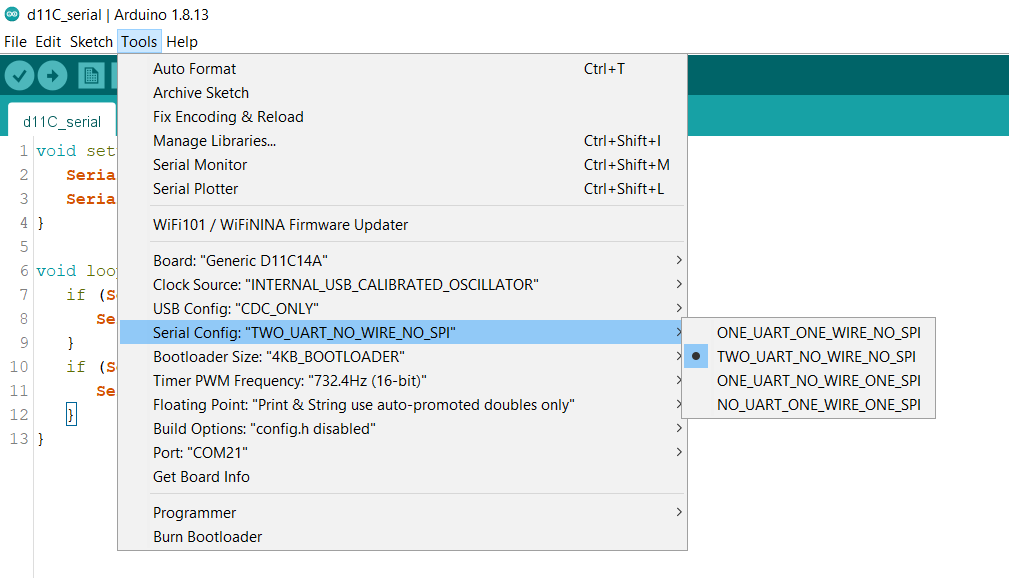 d11C_serial | Arduino 1.8.13
File Edit Sketch Tools Help
d11C_serial
Auto Format Ctrl+T
Archive Sketch
Fix Encoding & Reload
Manage Libraries... Ctrl+Shift+I
Serial Monitor Ctrl+Shift+M
Serial Plotter Ctrl+Shift+L
WiFi101 / WiFiNINA Firmware Updater
Board: "Generic D11C14A"
Clock Source: "INTERNAL_USB_CALIBRATED_OSCILLATOR"
USB Config: "CDC_ONLY"
Serial Config: "TWO_UART_NO_WIRE_NO_SPI"
Bootloader Size: "4KB_BOOTLOADER"
Timer PWM Frequency: "732.4Hz (16-bit)"
Floating Point: "Print & String use auto-promoted doubles only"
Build Options: "config.h disabled"
Port: "COM21"
Get Board Info
Programmer
Burn Bootloader
ONE_UART_ONE_WIRE_NO_SPI
TWO_UART_NO_WIRE_NO_SPI
ONE_UART_NO_WIRE_ONE_SPI
NO_UART_ONE_WIRE_ONE_SPI
1 void set
2 Seria
3 Seria
4 }
5
6 void loo
7 if (S
8 Se
9 }
10 if (S
11 Se
12 }
13 }